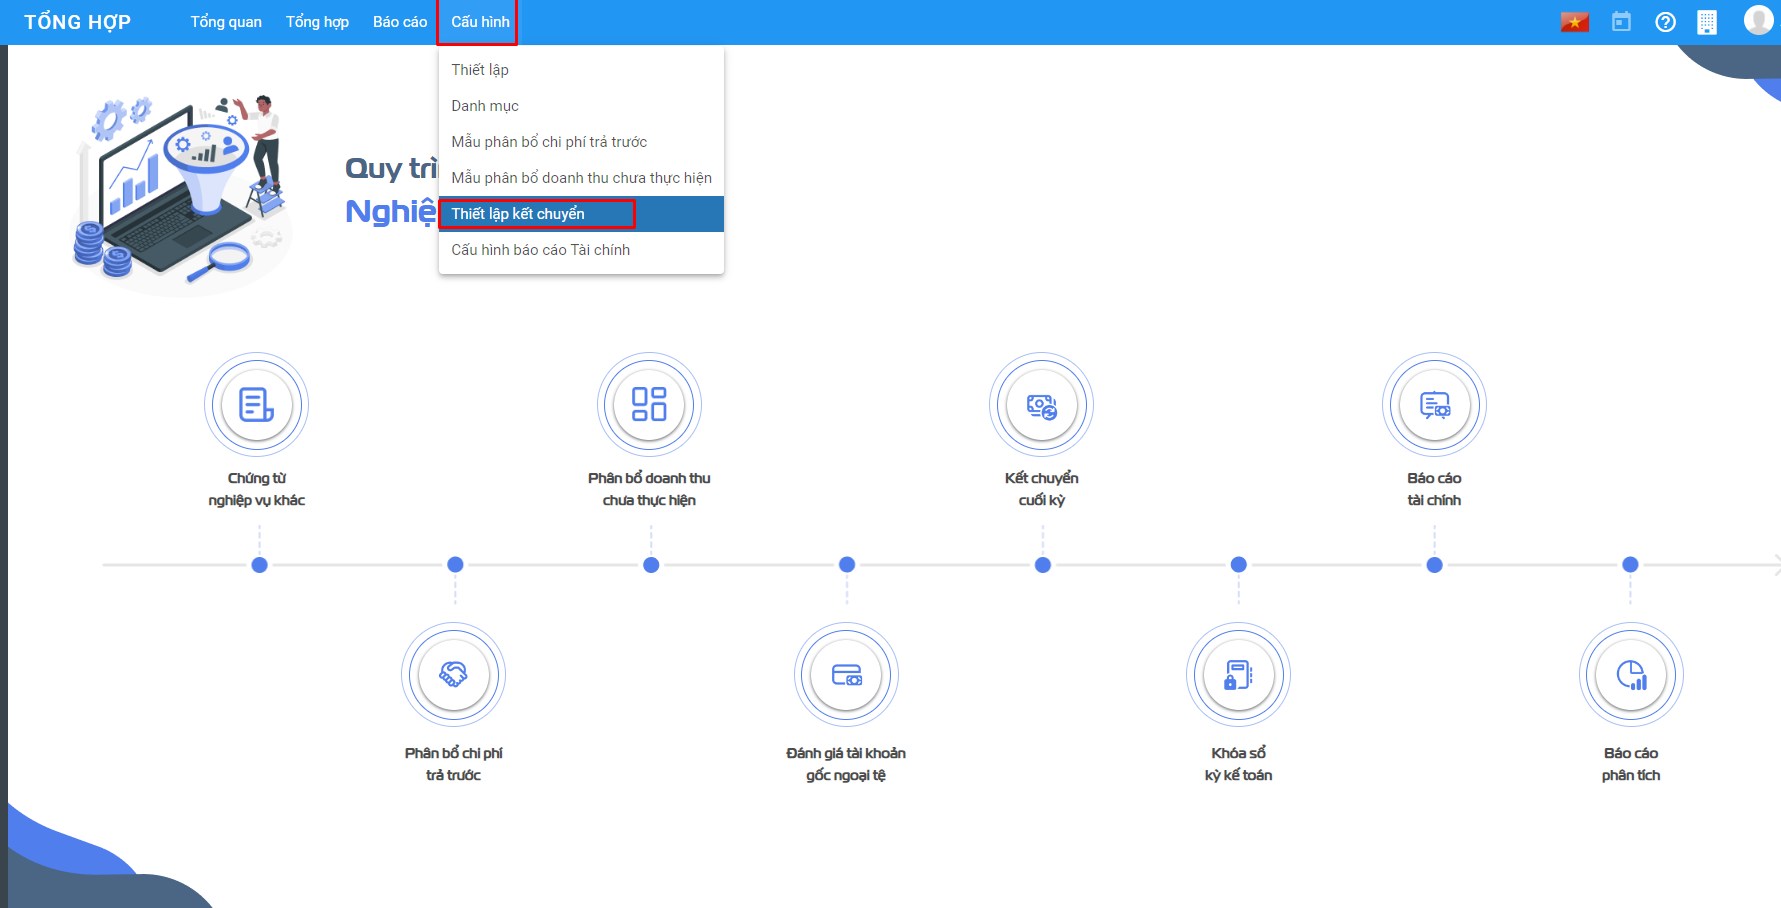 TỔNG HỢP
Tổng quan
Tổng hợp
Báo cáo
Cấu hình
Thiết lập
Danh mục
Mẫu phân bổ chi phí trả trước
Mẫu phân bổ doanh thu chưa thực hiện
Thiết lập kết chuyển
Cấu hình báo cáo Tài chính
Quy
Chứng từ
nghiệp vụ khác
Phân bổ doanh thu
chưa thực hiện
Kết chuyển
cuối kỳ
Báo cáo
tài chính
Phân bổ chi phí
trả trước
Đánh giá tài khoản
gốc ngoại tệ
Khóa sổ
kỳ kế toán
Báo cáo
phân tích